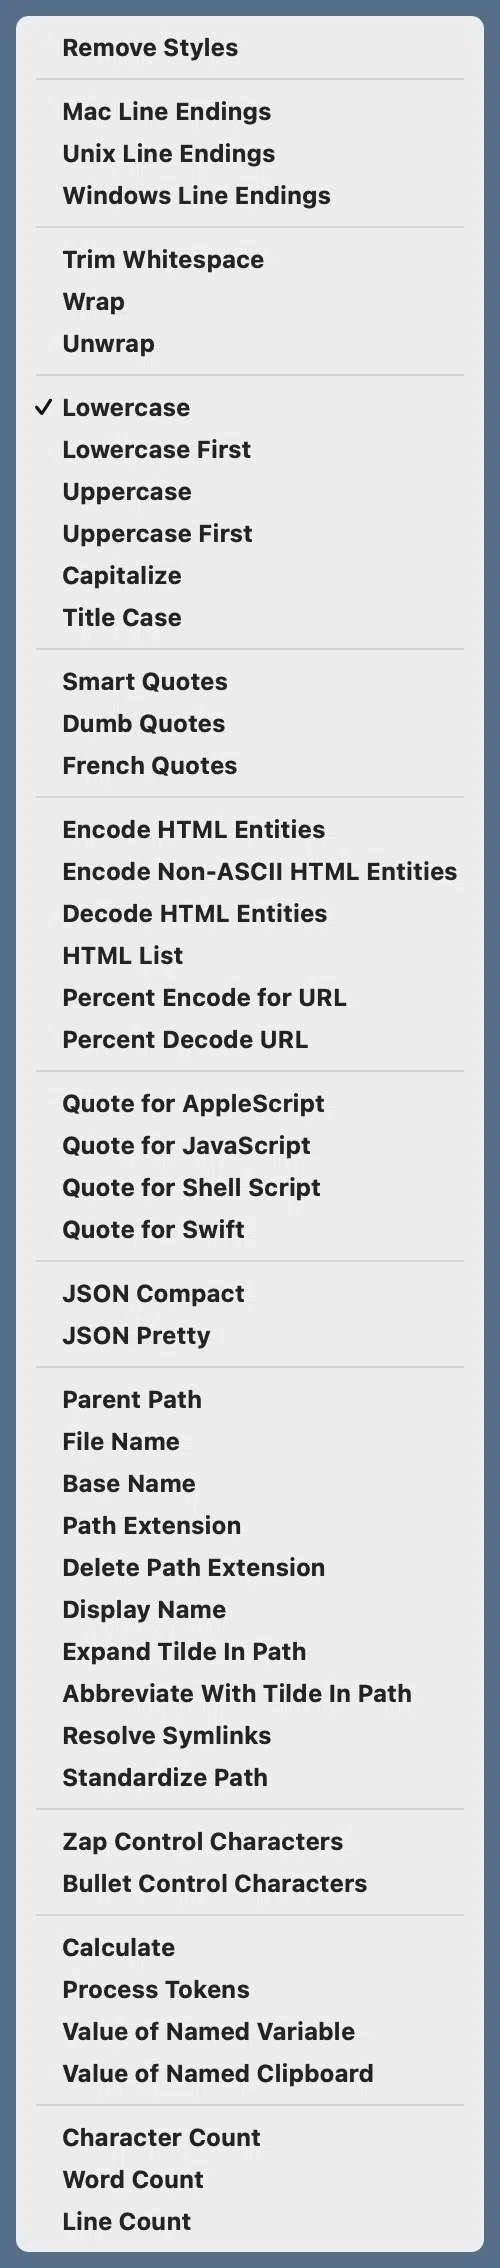 Remove Styles
Mac Line Endings
Unix Line Endings
Windows Line Endings
Trim Whitespace
Wrap
Unwrap
✓ Lowercase
Lowercase First
Uppercase
Uppercase First
Capitalize
Title Case
Smart Quotes
Dumb Quotes
French Quotes
Encode HTML Entities
Encode Non-ASCII HTML Entities
Decode HTML Entities
HTML List
Percent Encode for URL
Percent Decode URL
Quote for AppleScript
Quote for JavaScript
Quote for Shell Script
Quote for Swift
JSON Compact
JSON Pretty
Parent Path
File Name
Base Name
Path Extension
Delete Path Extension
Display Name
Expand Tilde In Path
Abbreviate With Tilde In Path
Resolve Symlinks
Standardize Path
Zap Control Characters
Bullet Control Characters
Calculate
Process Tokens
Value of Named Variable
Value of Named Clipboard
Character Count
Word Count
Line Count